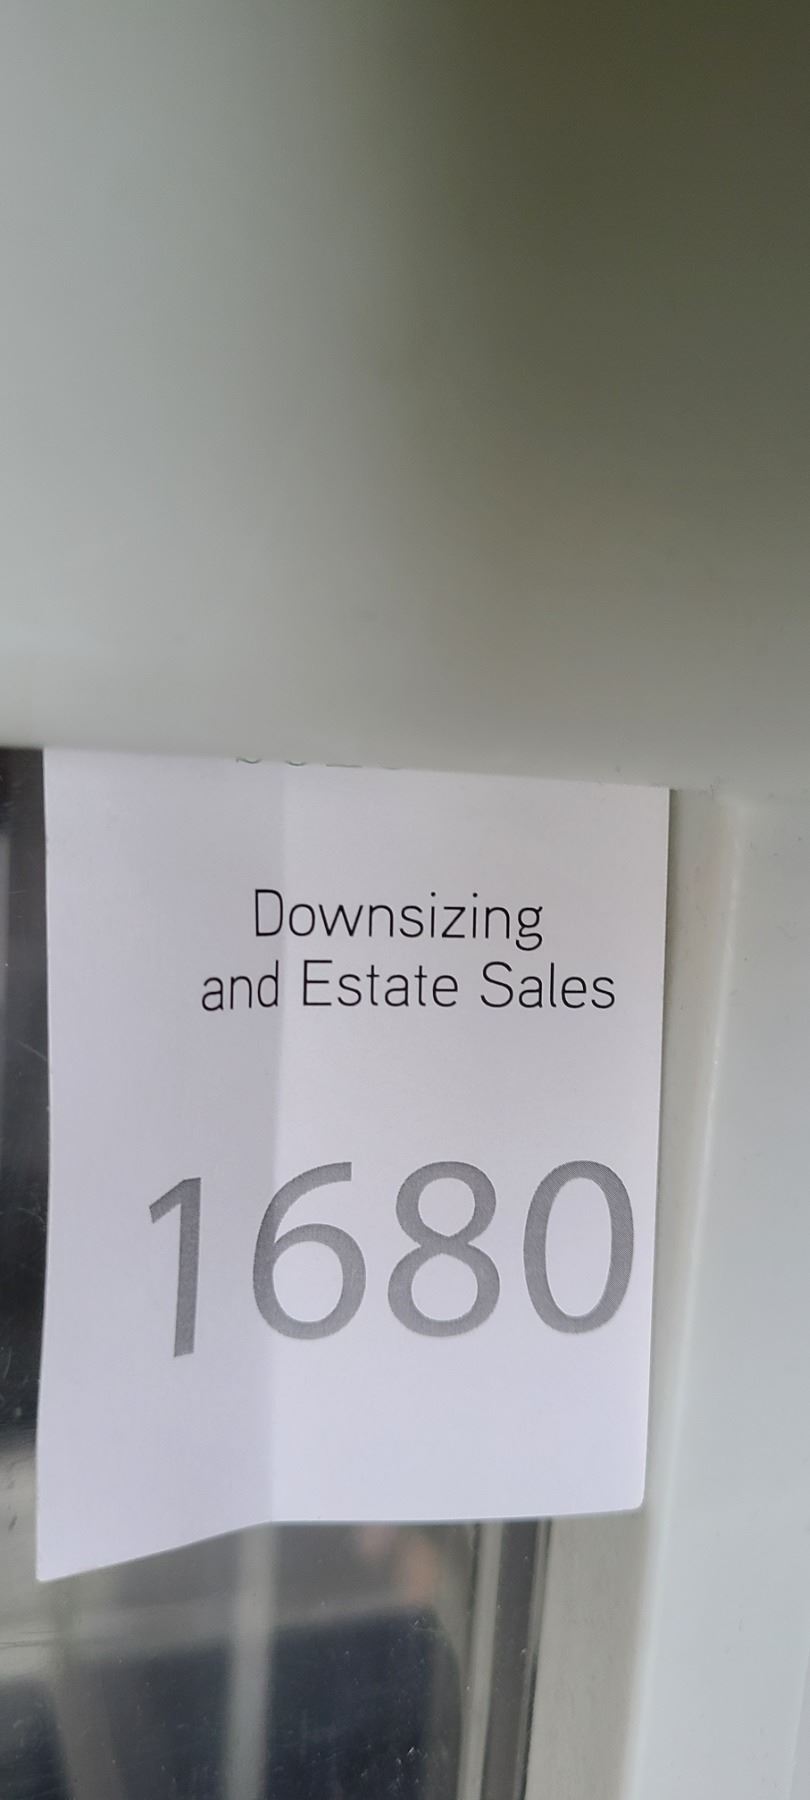 Downsizing
and Estate Sales
1680